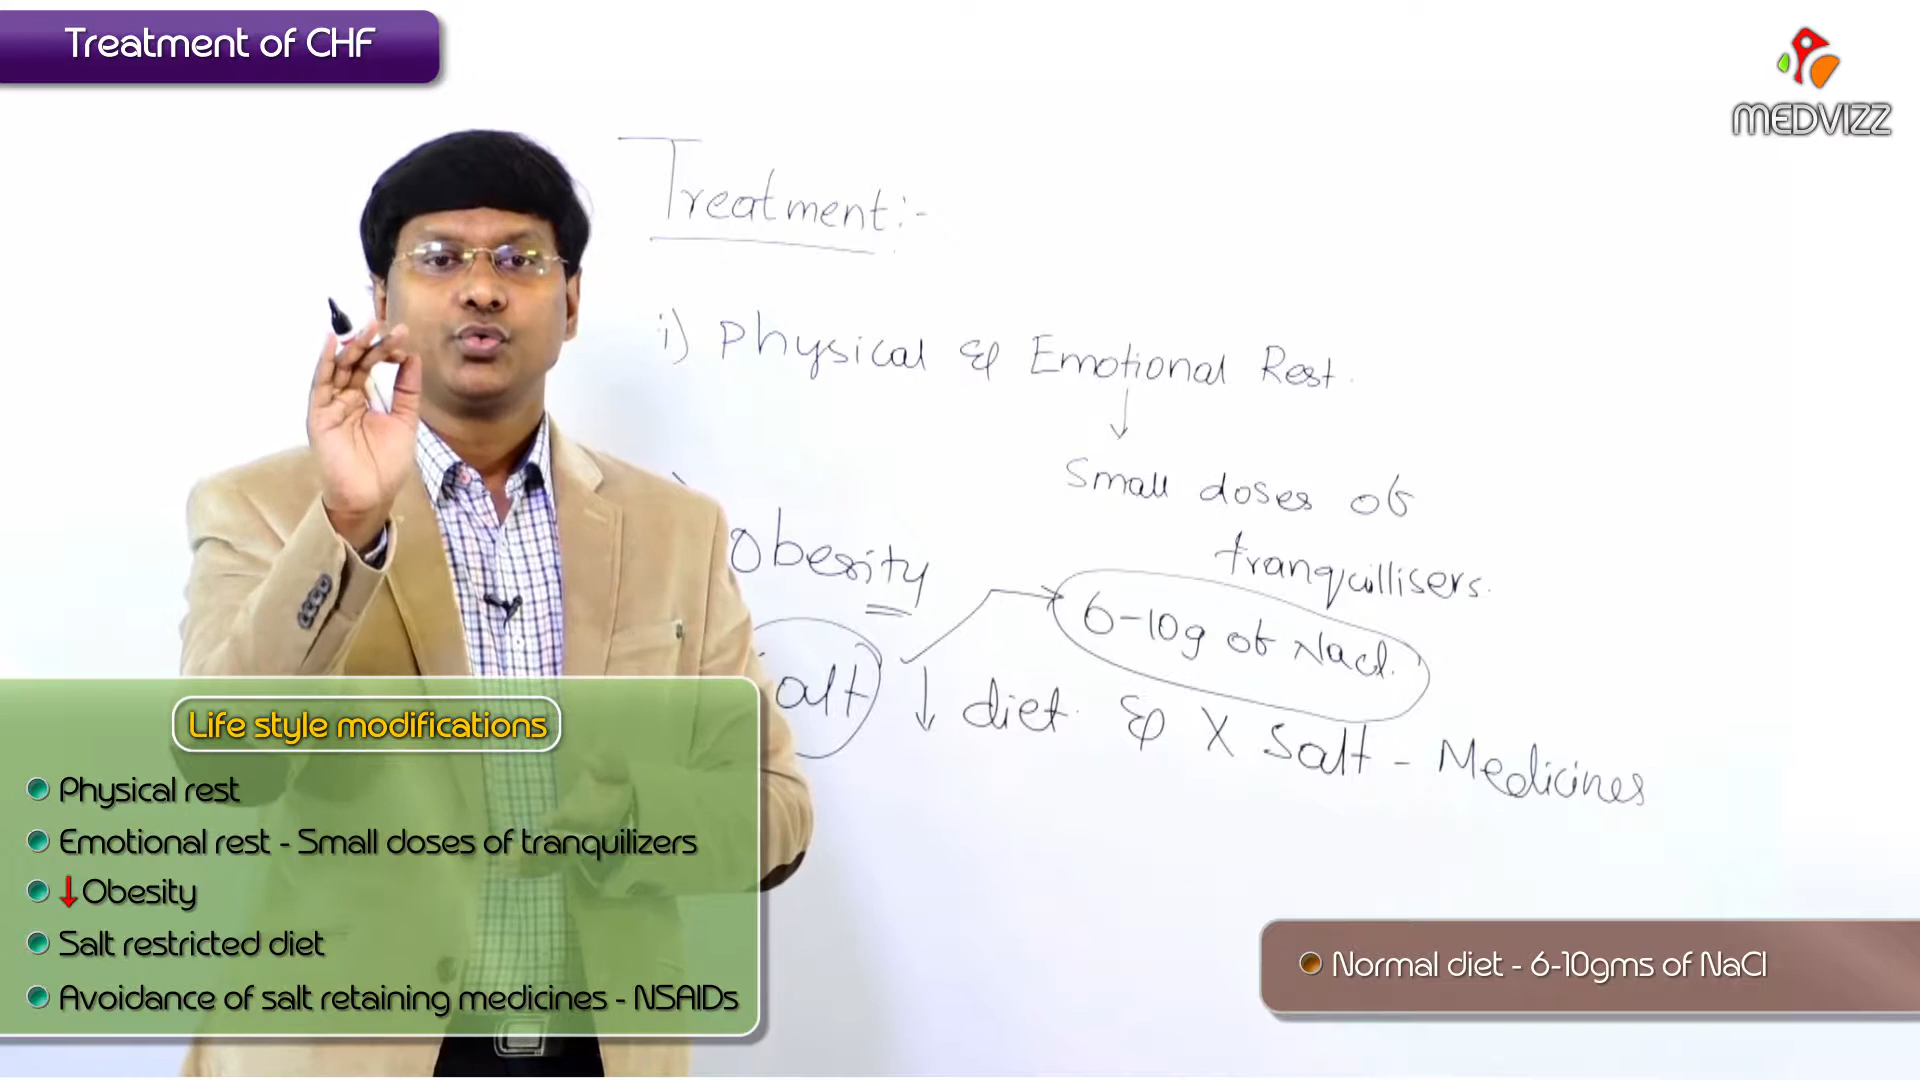 Treatment of CHF
MEDVIZZ
Treatment:-
i) Physical & Emotional Rest.
Small doses of
tranquillisers.
Obesity
6-10g of Nacl.
alt ↓ diet & X Salt - Medicines
Life style modifications
Physical rest
Emotional rest - Small doses of tranquilizers
↓Obesity
Salt restricted diet
Avoidance of salt retaining medicines - NSAIDs
Normal diet - 6-10gms of NaCl